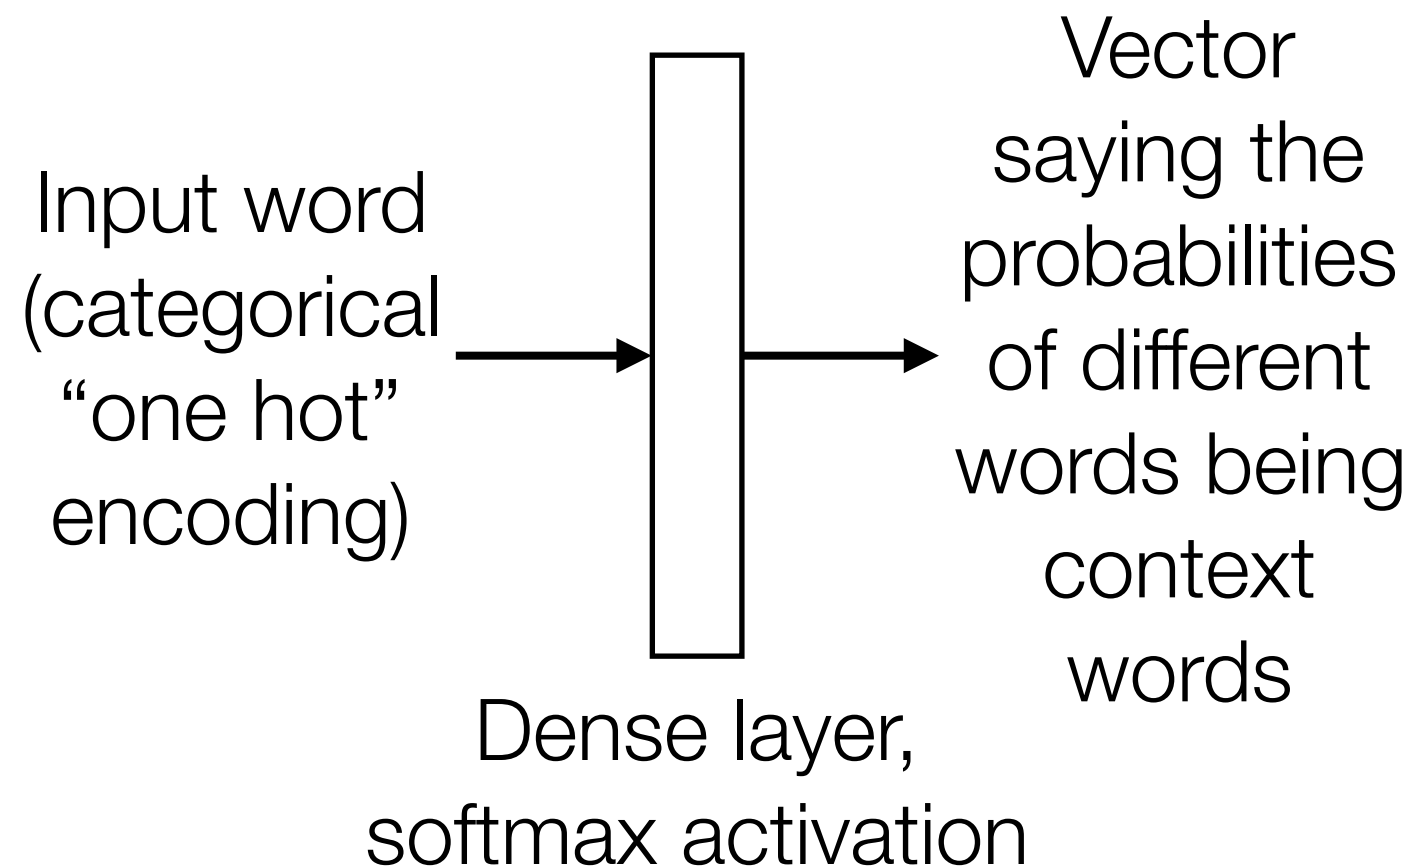 Input word
(categorical
“one hot”
encoding)
Dense layer,
softmax activation
Vector
saying the
probabilities
of different
words being
context
words